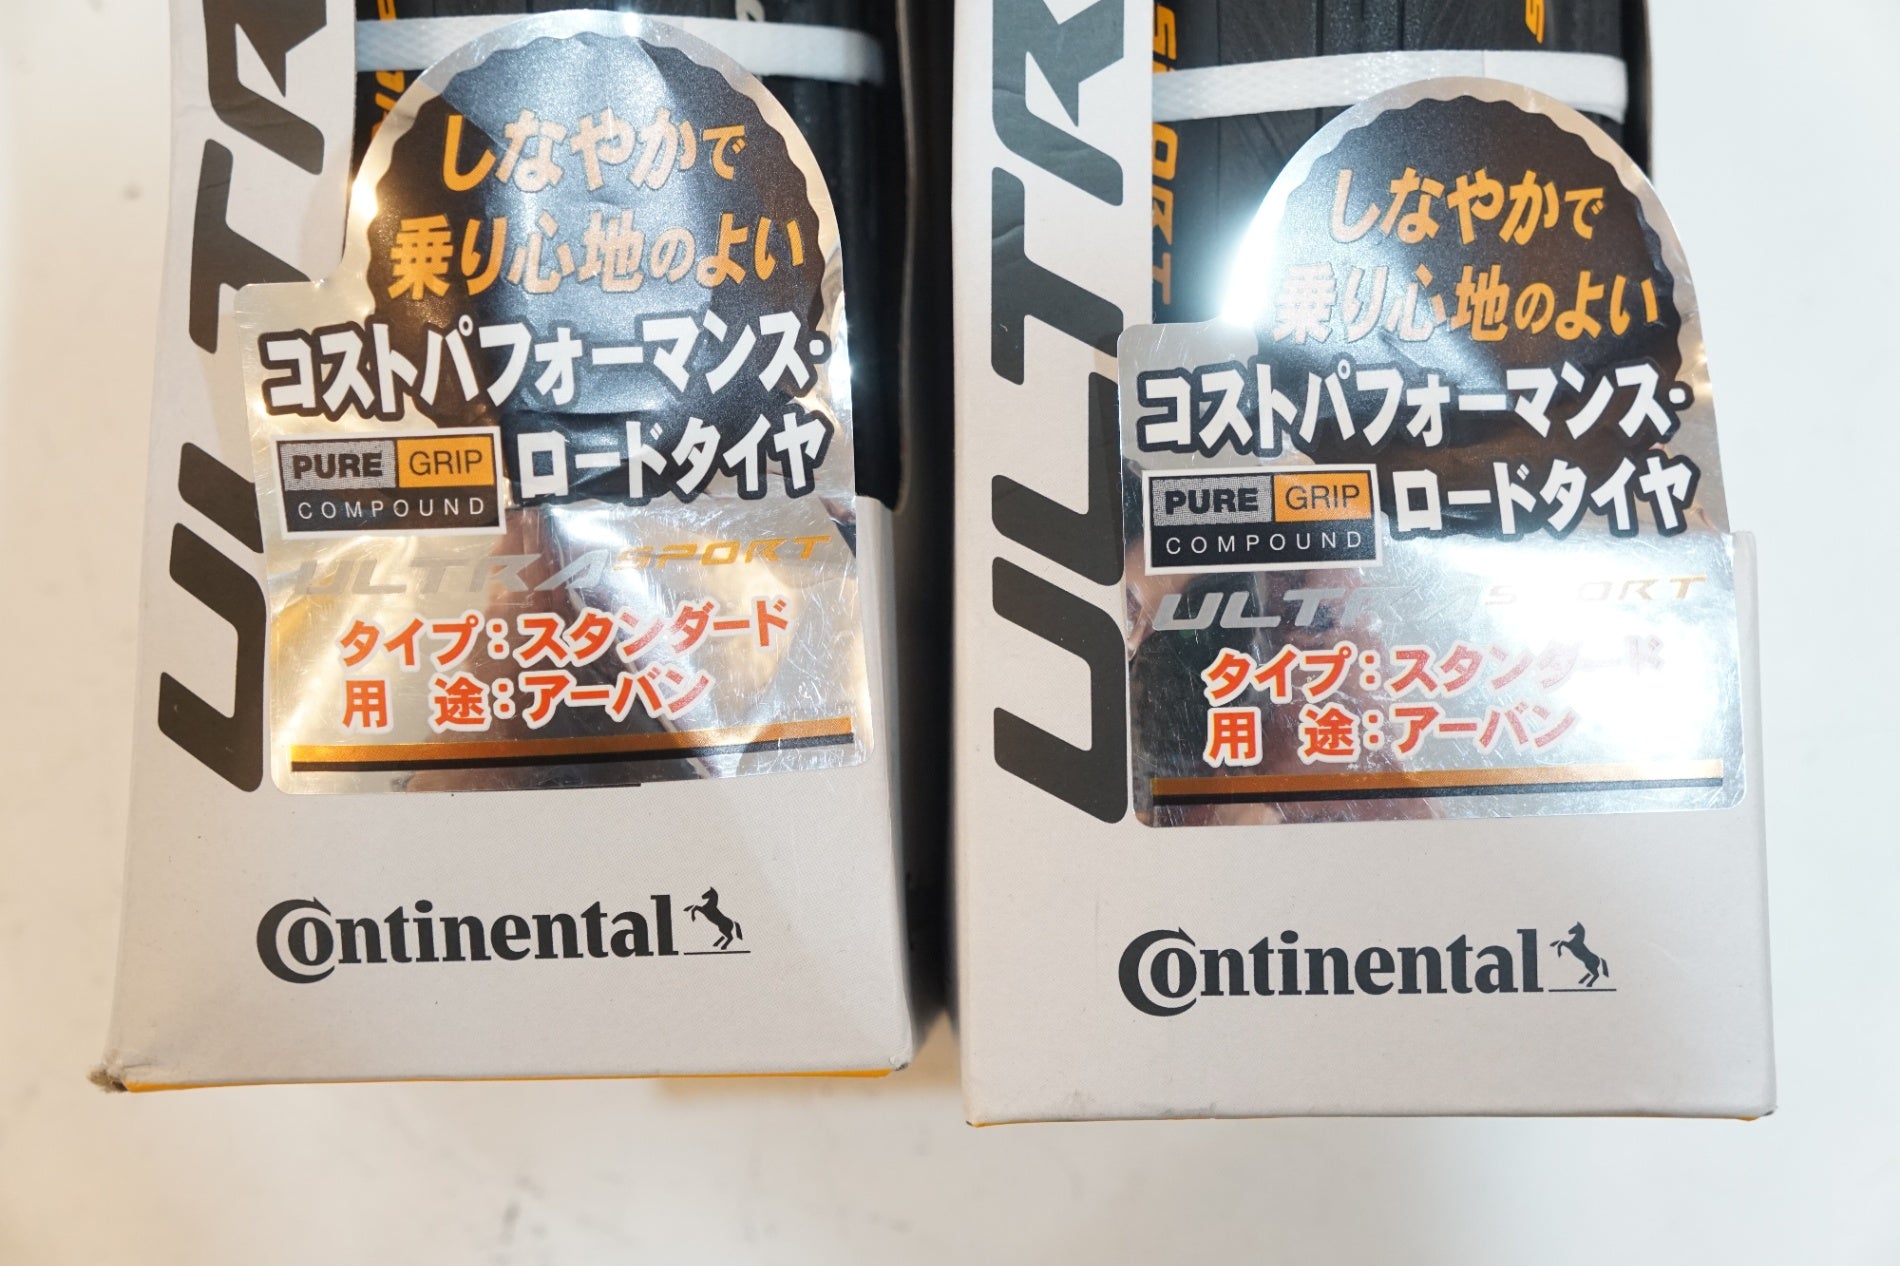 ULTR
しなやかで
乗り心地のよい
コストパフォーマンス・
ロードタイヤ
PURE GRIP
COMPOUND
ULTRA SPORT
タイプ：スタンダード
用　途：アーバン
Continental
ULTR
SPORT
しなやかで
乗り心地のよい
コストパフォーマンス・
ロードタイヤ
PURE GRIP
COMPOUND
ULTRA SPORT
タイプ：スタンダード
用　途：アーバン
Continental